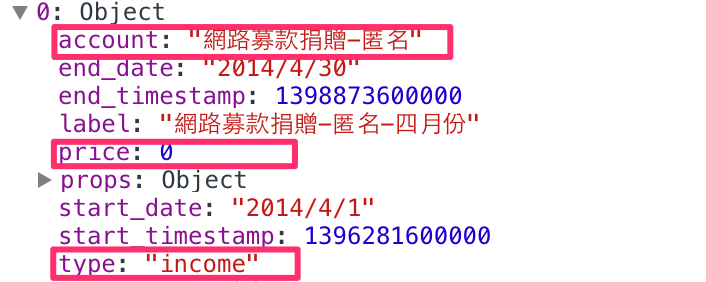 0: Object
account: "網路募款捐贈-匿名"
end_date: "2014/4/30"
end_timestamp: 1398873600000
label: "網路募款捐贈-匿名-四月份"
price: 0
props: Object
start_date: "2014/4/1"
start_timestamp: 1396281600000
type: "income"